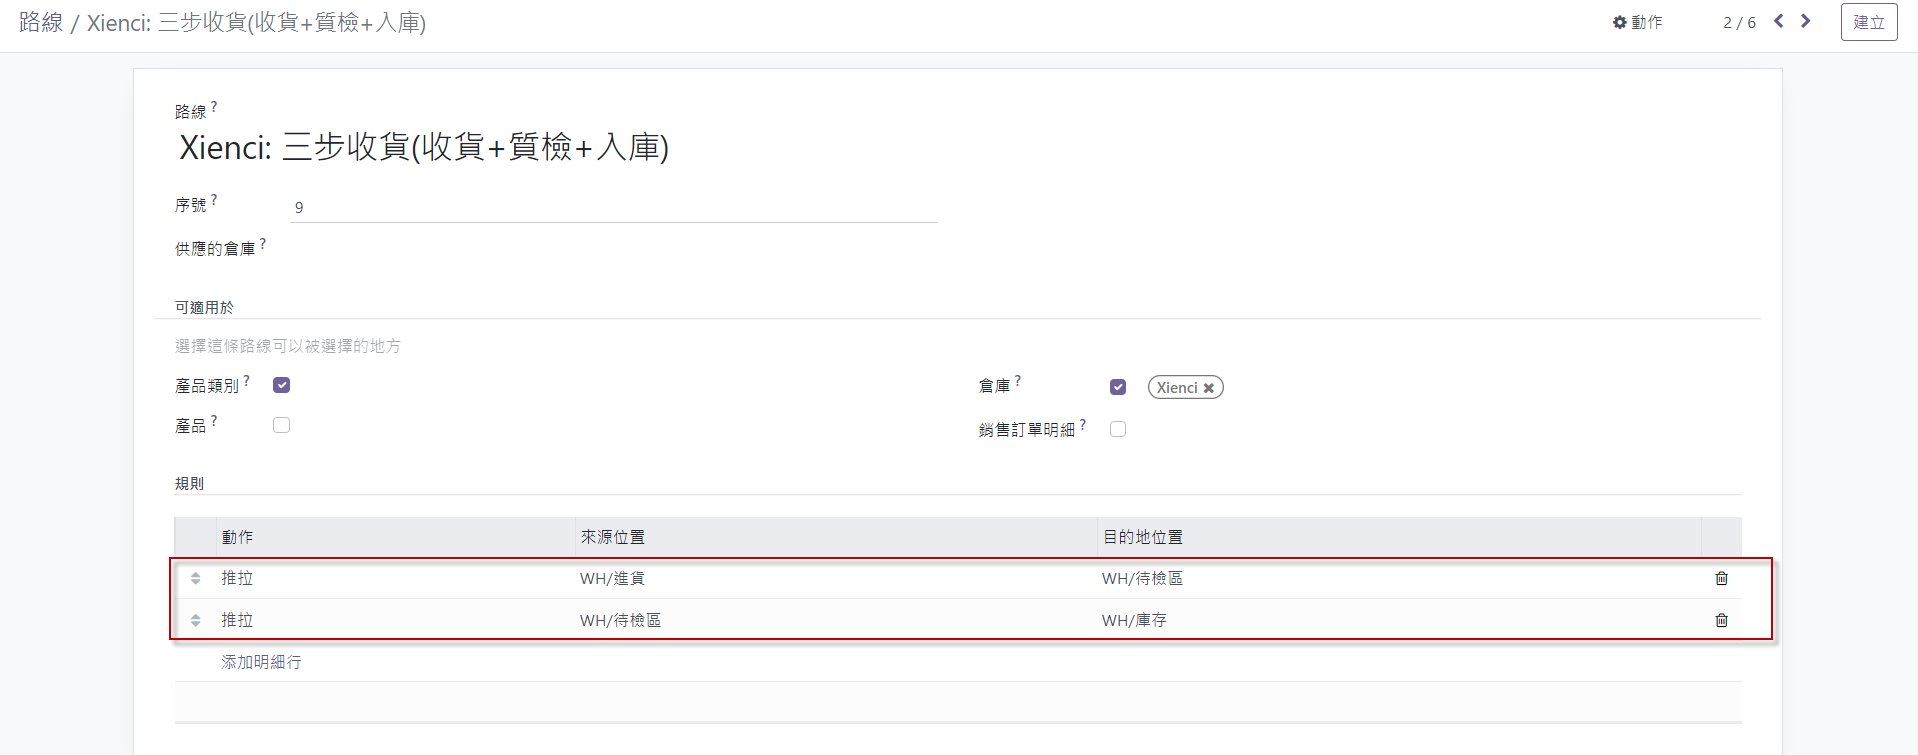 路線 / Xienci: 三步收貨(收貨+質檢+入庫)
動作 2 / 6 建立
路線 ?
Xienci: 三步收貨(收貨+質檢+入庫)
序號 ? 9
供應的倉庫 ?
可適用於
選擇這條路線可以被選擇的地方
產品類別 ? 倉庫 ? Xienci
產品 ? 銷售訂單明細 ?
規則
動作 來源位置 目的地位置
推拉 WH/進貨 WH/待檢區
推拉 WH/待檢區 WH/庫存
添加明細行